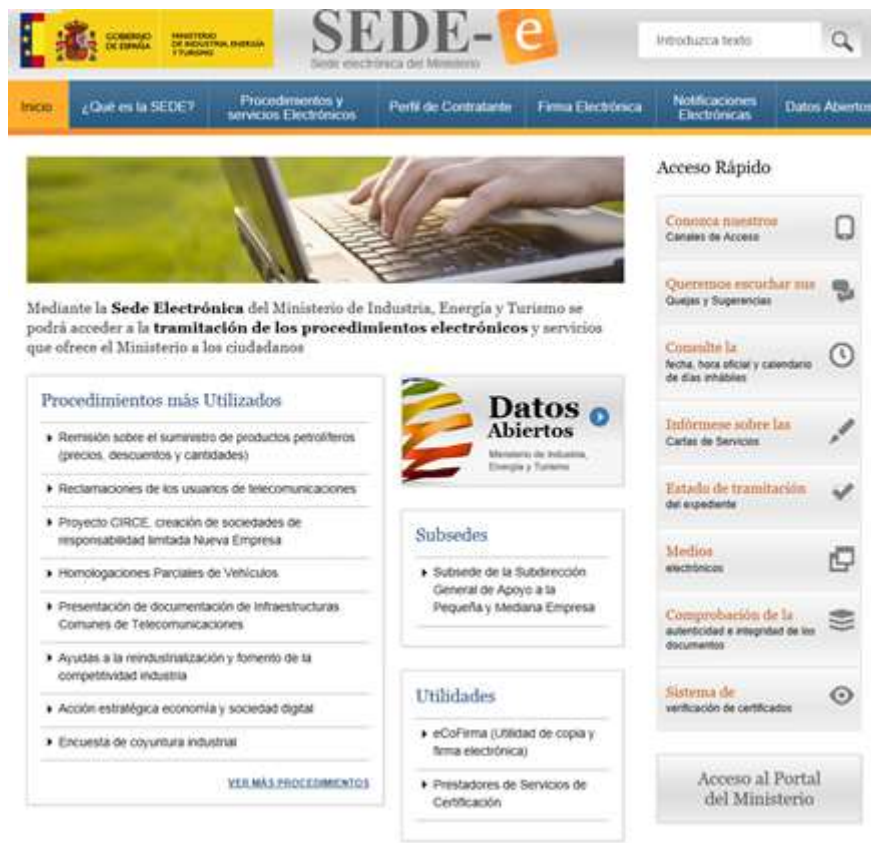 GOBIERNO
DE ESPAÑA
MINISTERIO
DE INDUSTRIA, ENERGÍA
Y TURISMO
SEDE-e
Sede electrónica del Ministerio
Introduzca texto
Inicio
¿Qué es la SEDE?
Procedimientos y
servicios Electrónicos
Perfil de Contratante
Firma Electrónica
Notificaciones
Electrónicas
Datos Abiertos
Mediante la Sede Electrónica del Ministerio de Industria, Energía y Turismo se
podrá acceder a la tramitación de los procedimientos electrónicos y servicios
que ofrece el Ministerio a los ciudadanos
Procedimientos más Utilizados
Remisión sobre el suministro de productos petrolíferos
(precios, descuentos y cantidades)
Reclamaciones de los usuarios de telecomunicaciones
Proyecto CIRCE, creación de sociedades de
responsabilidad limitada Nueva Empresa
Homologaciones Parciales de Vehículos
Presentación de documentación de Infraestructuras
Comunes de Telecomunicaciones
Ayudas a la reindustrialización y fomento de la
competitividad industria
Acción estratégica economía y sociedad digital
Encuesta de coyuntura industrial
VER MÁS PROCEDIMIENTOS
Datos
Abiertos
Ministerio de Industria,
Energía y Turismo
Subsedes
Subsede de la Subdirección
General de Apoyo a la
Pequeña y Mediana Empresa
Utilidades
eCoFirma (Utilidad de copia y
firma electrónica)
Prestadores de Servicios de
Certificación
Acceso Rápido
Conozca nuestros
Canales de Acceso
Queremos escuchar sus
Quejas y Sugerencias
Consulte la
fecha, hora oficial y calendario
de días inhábiles
Infórmese sobre las
Cartas de Servicios
Estado de tramitación
del expediente
Medios
electrónicos
Comprobación de la
autenticidad e integridad de los
documentos
Sistema de
verificación de certificados
Acceso al Portal
del Ministerio